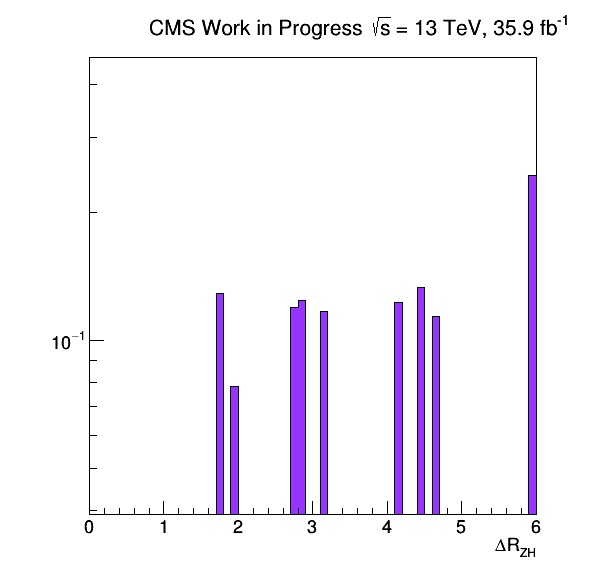 CMS Work in Progress √s = 13 TeV, 35.9 fb⁻¹
10⁻¹
0 1 2 3 4 5 6
ΔR_ZH